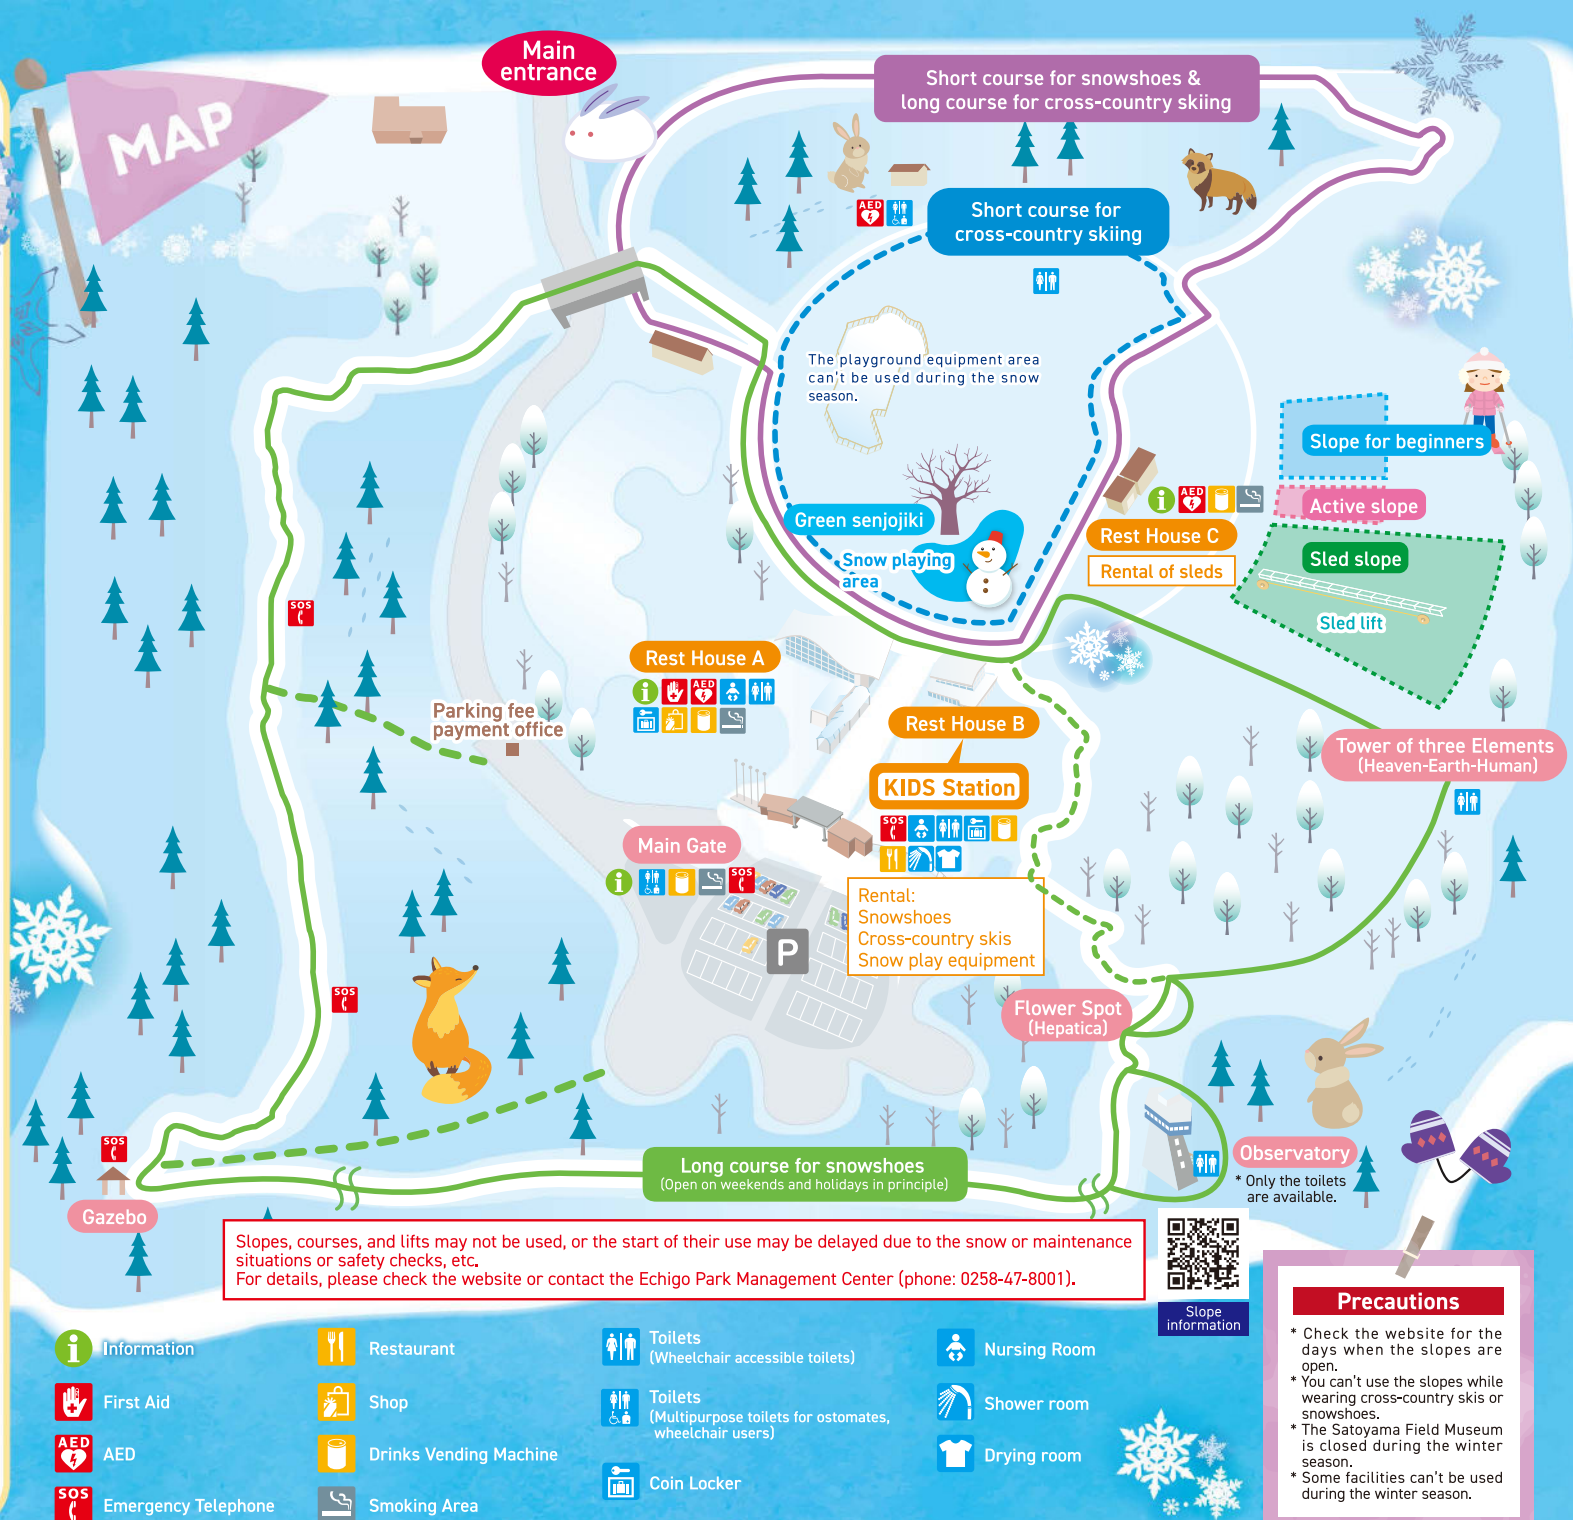 Main
entrance
MAP
Short course for snowshoes &
long course for cross-country skiing
AED
Short course for
cross-country skiing
The playground equipment area
can't be used during the snow
season.
Slope for beginners
Active slope
Green senjojiki
Snow playing
area
AED
Rest House C
Rental of sleds
Sled slope
Sled lift
SOS
Rest House A
AED
Parking fee
payment office
Rest House B
KIDS Station
SOS
Tower of three Elements
(Heaven-Earth-Human)
Main Gate
SOS
P
Rental:
Snowshoes
Cross-country skis
Snow play equipment
SOS
Flower Spot
(Hepatica)
SOS
Gazebo
Long course for snowshoes
(Open on weekends and holidays in principle)
Observatory
* Only the toilets
are available.
Slopes, courses, and lifts may not be used, or the start of their use may be delayed due to the snow or maintenance
situations or safety checks, etc.
For details, please check the website or contact the Echigo Park Management Center (phone: 0258-47-8001).
Slope
information
Information
First Aid
AED
AED
SOS
Emergency Telephone
Restaurant
Shop
Drinks Vending Machine
Smoking Area
Toilets
(Wheelchair accessible toilets)
Toilets
(Multipurpose toilets for ostomates,
wheelchair users)
Coin Locker
Nursing Room
Shower room
Drying room
Precautions
* Check the website for the
days when the slopes are
open.
* You can't use the slopes while
wearing cross-country skis or
snowshoes.
* The Satoyama Field Museum
is closed during the winter
season.
* Some facilities can't be used
during the winter season.